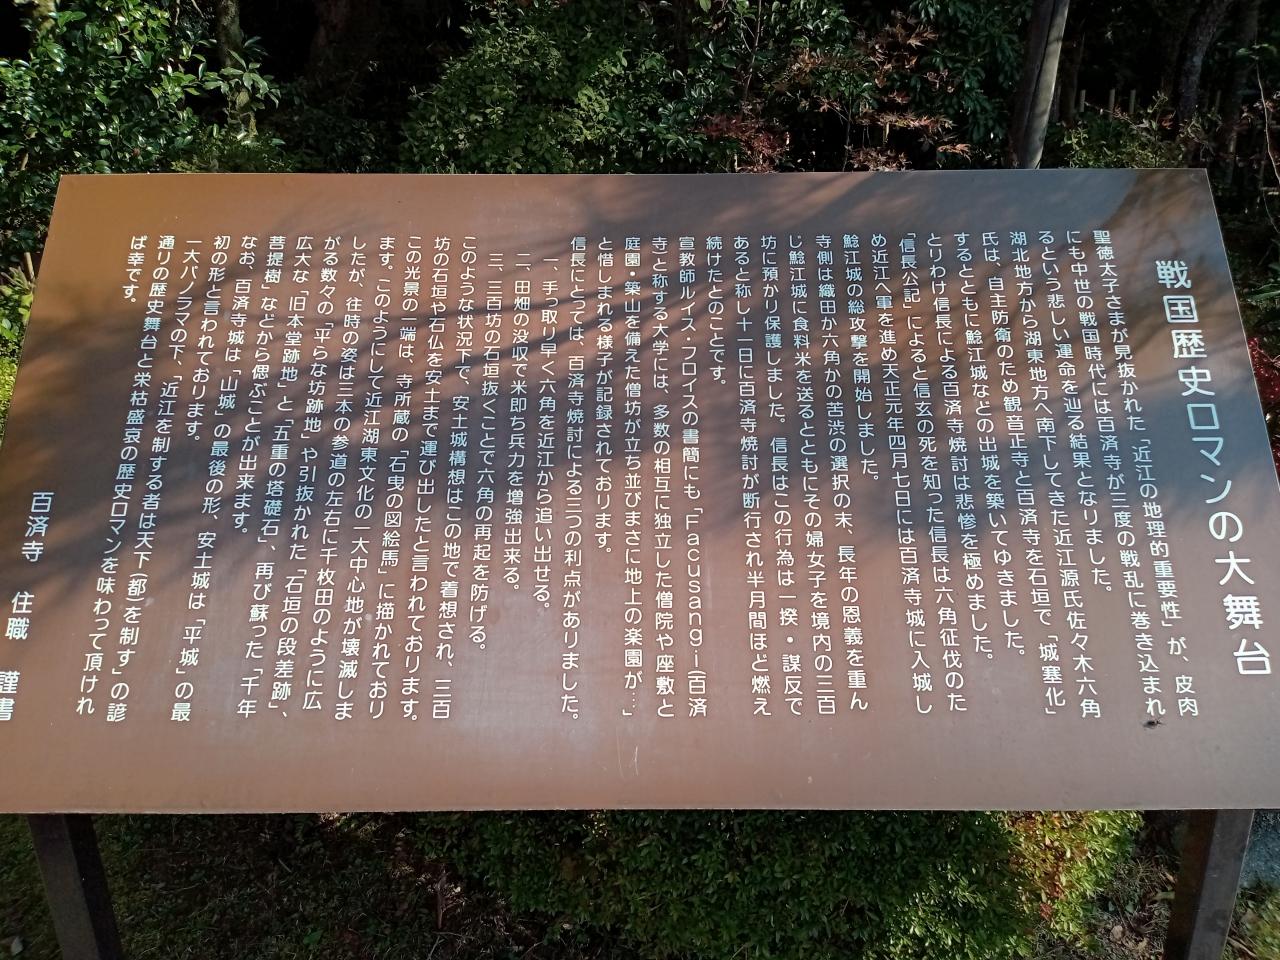 戦国歴史ロマンの大舞台
聖徳太子さまが見抜かれた「近江の地理的重要性」が、皮肉
にも中世の戦国時代には百済寺が三度の戦乱に巻き込まれ
るという悲しい運命を辿る結果となりました。
湖北地方から湖東地方へ南下してきた近江源氏佐々木六角
氏は、自主防衛のため観音正寺と百済寺を石垣で「城塞化」
するとともに鯰江城などの出城を築いてゆきました。
とりわけ信長による百済寺焼討は悲惨を極めました。
「信長公記」によると信玄の死を知った信長は六角征伐のた
め近江へ軍を進め天正元年四月七日には百済寺城に入城し
鯰江城の総攻撃を開始しました。
寺側は織田か六角かの苦渋の選択の末、長年の恩義を重ん
じ鯰江城に食料米を送るとともにその婦女子を境内の三百
坊に預かり保護しました。信長はこの行為は一揆・謀反で
あると称し十一日に百済寺焼討が断行され半月間ほど燃え
続けたとのことです。
宣教師ルイス・フロイスの書簡にも「Facusangi(百済
寺)と称する大学には、多数の相互に独立した僧院や座敷と
庭園・築山を備えた僧坊が立ち並びまさに地上の楽園が…」
と惜しまれる様子が記録されております。
信長にとっては、百済寺焼討による三つの利点がありました。
一、手っ取り早く六角を近江から追い出せる。
二、田畑の没収で米即ち兵力を増強出来る。
三、三百坊の石垣抜くことで六角の再起を防げる。
このような状況下で、安土城構想はこの地で着想され、三百
坊の石垣や石仏を安土まで運び出したと言われております。
この光景の一端は、寺所蔵の「石曳の図絵馬」に描かれており
ます。このようにして近江湖東文化の一大中心地が壊滅しま
したが、往時の姿は三本の参道の左右に千枚田のように広
がる数々の「平らな坊跡地」や引抜かれた「石垣の段差跡」、
広大な「旧本堂跡地」と「五重の塔礎石」、再び蘇った「千年
菩提樹」などから偲ぶことが出来ます。
なお、百済寺城は「山城」の最後の形、安土城は「平城」の最
初の形と言われております。
一大パノラマの下、「近江を制する者は天下(都)を制す」の諺
通りの歴史舞台と栄枯盛衰の歴史ロマンを味わって頂けれ
ば幸です。
百済寺 住職 謹書